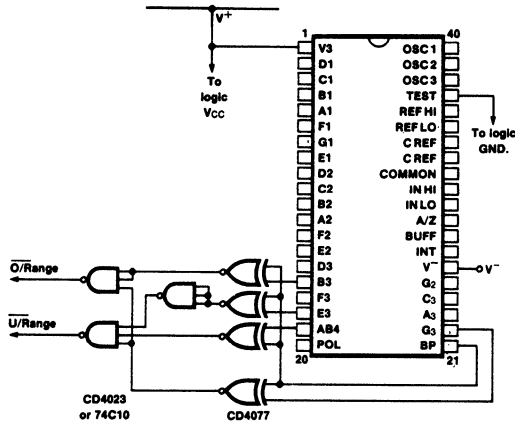 V+
1
40
V3
OSC 1
D1
OSC 2
C1
OSC 3
B1
TEST
A1
REF HI
F1
REF LO
G1
C REF
E1
C REF
D2
COMMON
C2
IN HI
B2
IN LO
A2
A/Z
F2
BUFF
E2
INT
D3
V−
B3
G2
F3
C3
E3
A3
AB4
G3
POL
BP
20
21
To
logic
VCC
To logic
GND.
V−
O/Range
U/Range
CD4023
or 74C10
CD4077